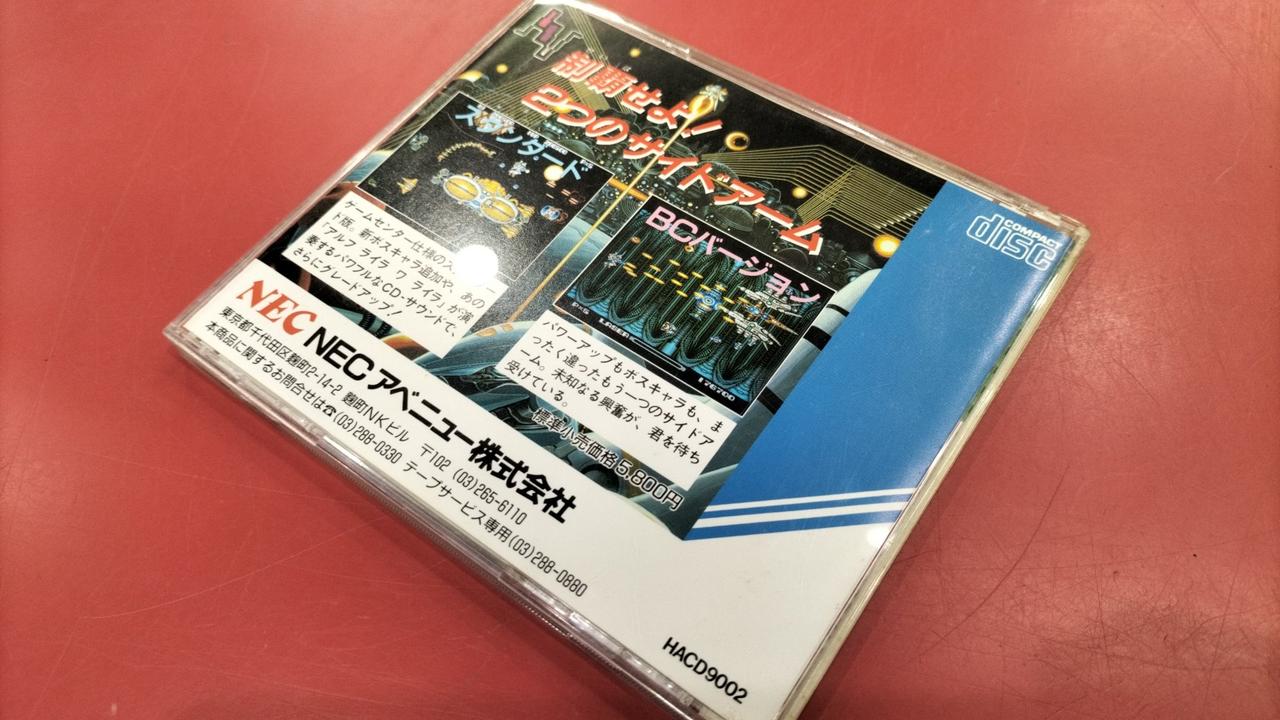 制覇せよ!
2つのサイドアーム
COMPACT
disc
スタンダード
ゲームセンター仕様の
ド版。新ボスキャラ追加や、あの
「アルフ ライラ ワ ライラ」が演
奏するパワフルなCD-サウンドで、
さらにグレードアップ!
BCバージョン
パワーアップもボスキャラも、ま
ったく違ったもう一つのサイドア
ーム。未知なる興奮が、君を待ち
受けている。
標準小売価格 5,800円
NEC NECアベニュー株式会社
東京都千代田区麹町2-14-2 麹町NKビル 〒102 (03)265-6110
本商品に関するお問合せは☎(03)288-0330 テープサービス専用(03)288-0880
HACD9002